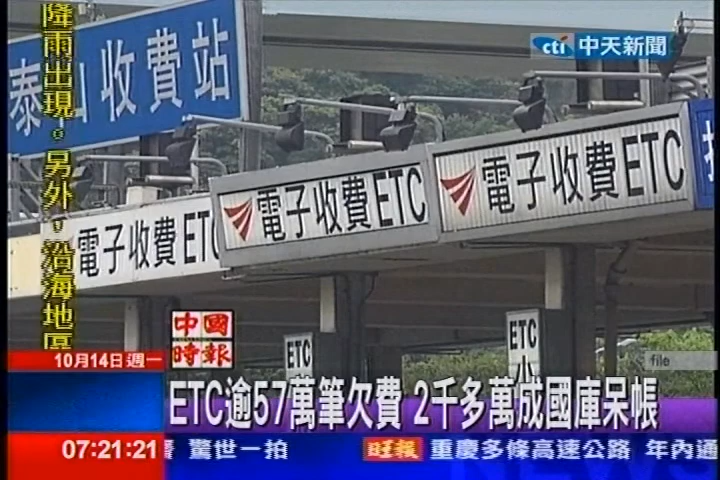 降雨出現。另外，沿海地區
cti 中天新聞
泰山收費站
電子收費ETC
電子收費ETC
電子收費ETC
ETC
ETC
小
file
中國時報
10月14日 週一
ETC逾57萬筆欠費 2千多萬成國庫呆帳
07:21:21
驚世一拍
旺報 重慶多條高速公路 年內通
NEWS